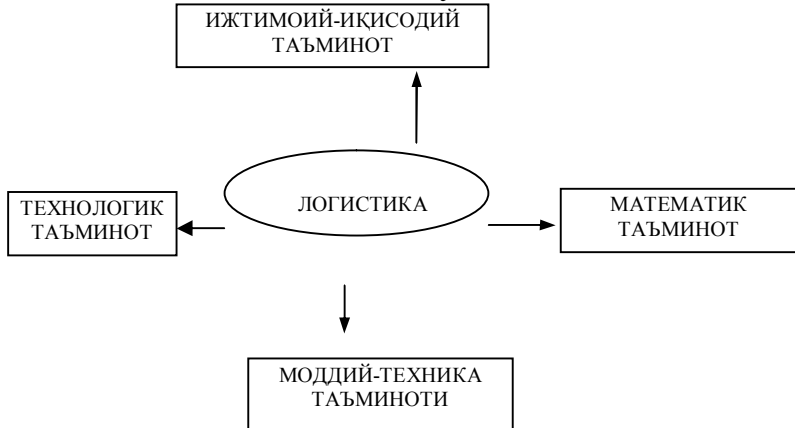 ИЖТИМОИЙ-ИҚИСОДИЙ
ТАЪМИНОТ
ЛОГИСТИКА
ТЕХНОЛОГИК
ТАЪМИНОТ
МАТЕМАТИК
ТАЪМИНОТ
МОДДИЙ-ТЕХНИКА
ТАЪМИНОТИ